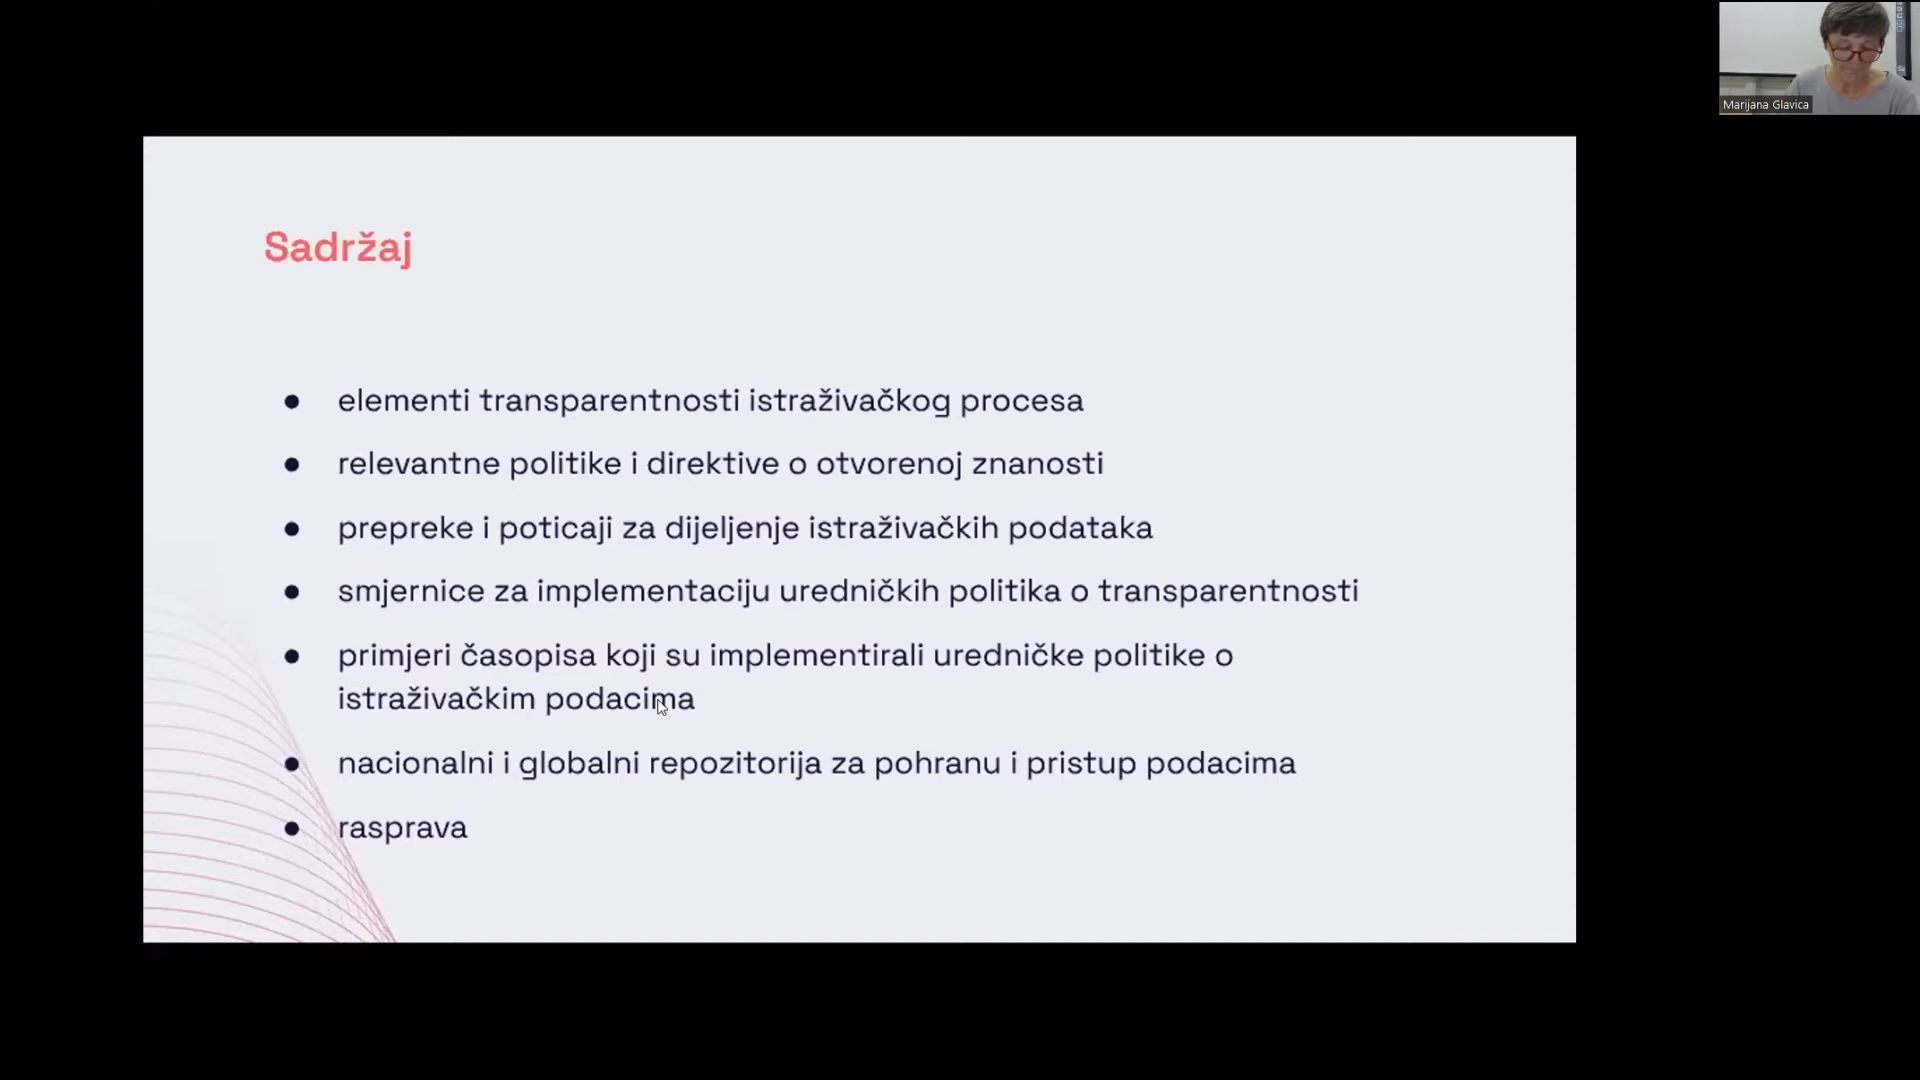 Marijana Glavica
Sadržaj
● elementi transparentnosti istraživačkog procesa
● relevantne politike i direktive o otvorenoj znanosti
● prepreke i poticaji za dijeljenje istraživačkih podataka
● smjernice za implementaciju uredničkih politika o transparentnosti
● primjeri časopisa koji su implementirali uredničke politike o
istraživačkim podacima
● nacionalni i globalni repozitorija za pohranu i pristup podacima
● rasprava